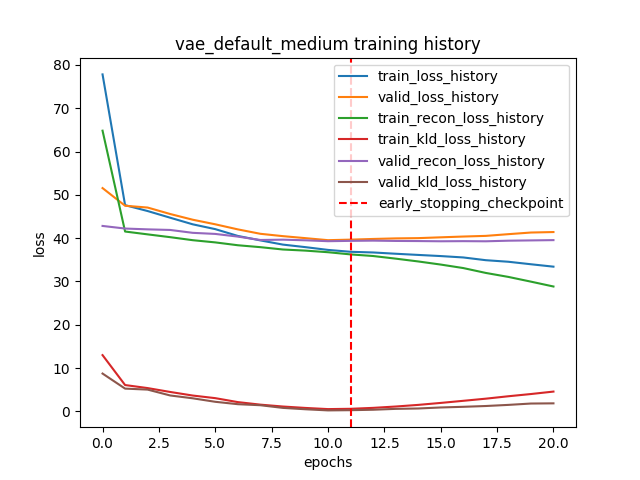 vae_default_medium training history
80
70
60
50
40
30
20
10
0
loss
train_loss_history
valid_loss_history
train_recon_loss_history
train_kld_loss_history
valid_recon_loss_history
valid_kld_loss_history
early_stopping_checkpoint
0.0 2.5 5.0 7.5 10.0 12.5 15.0 17.5 20.0
epochs